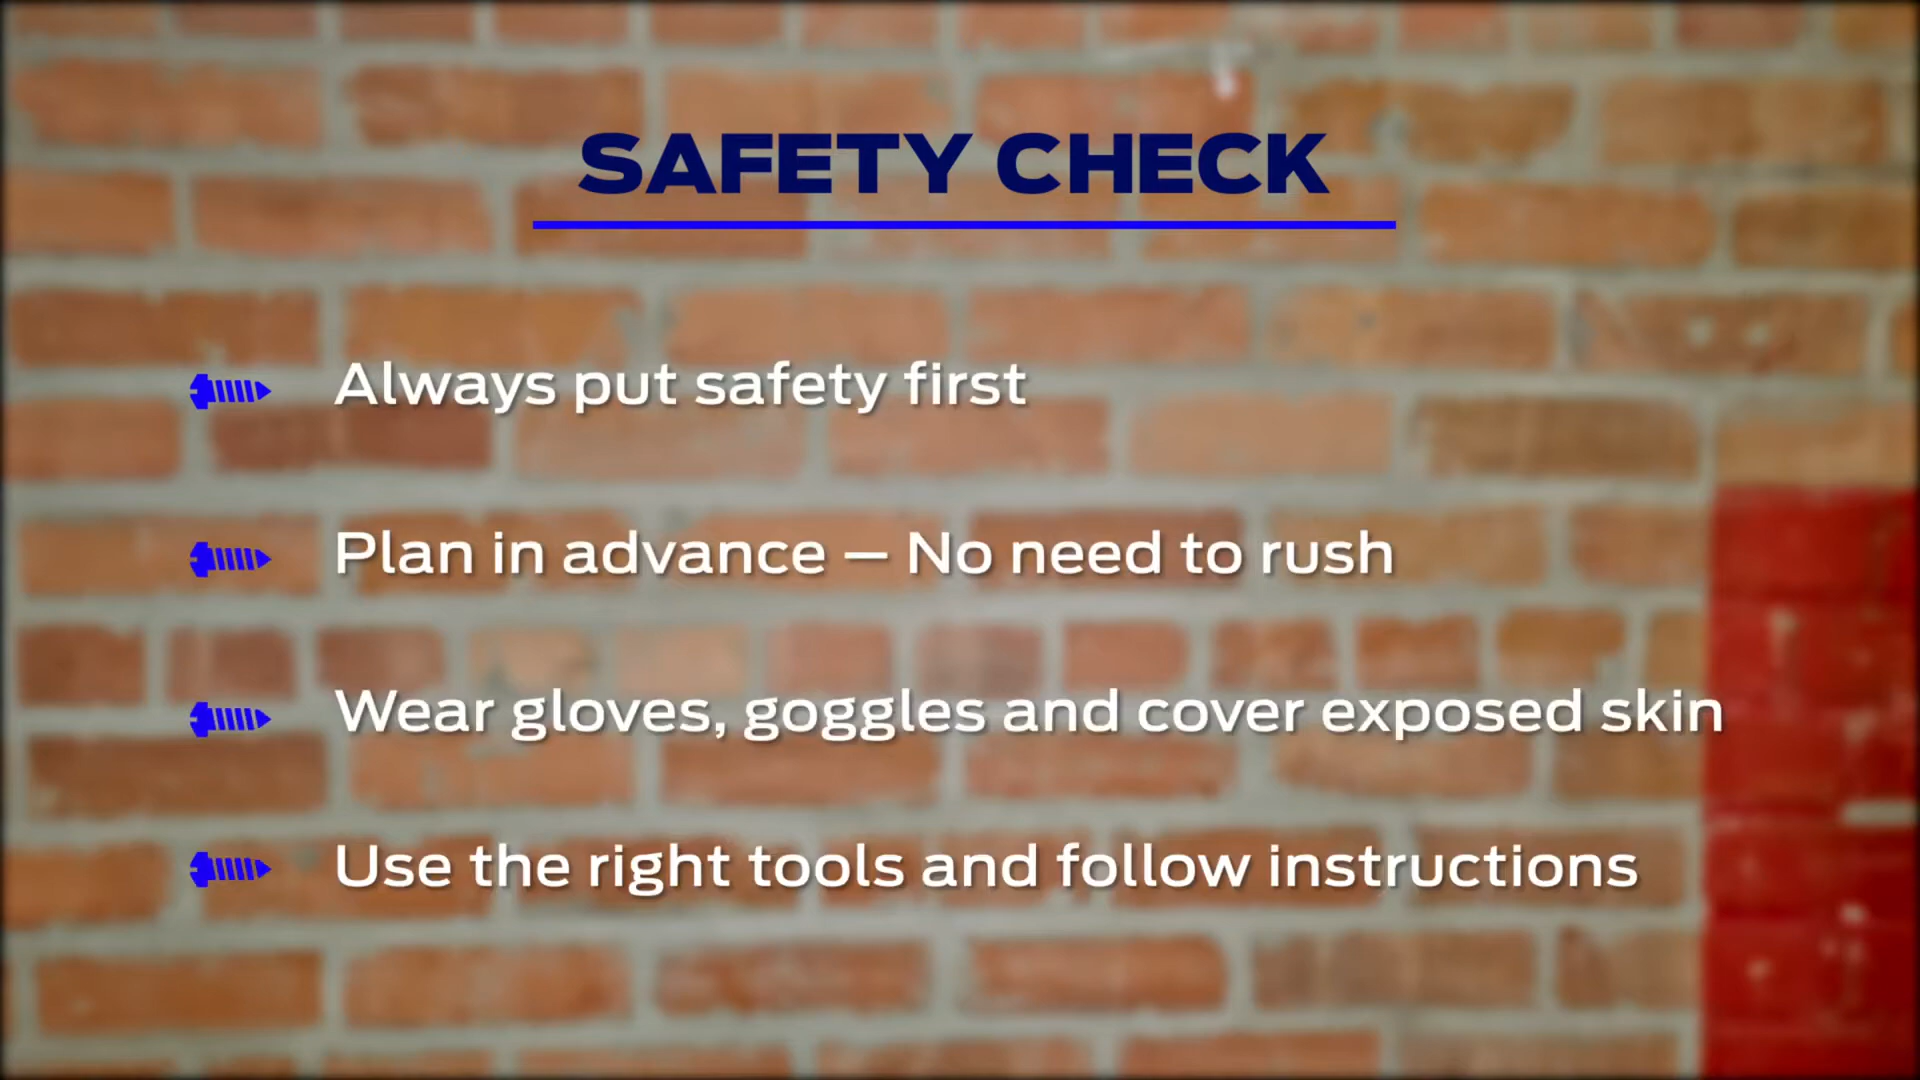 SAFETY CHECK
Always put safety first
Plan in advance – No need to rush
Wear gloves, goggles and cover exposed skin
Use the right tools and follow instructions